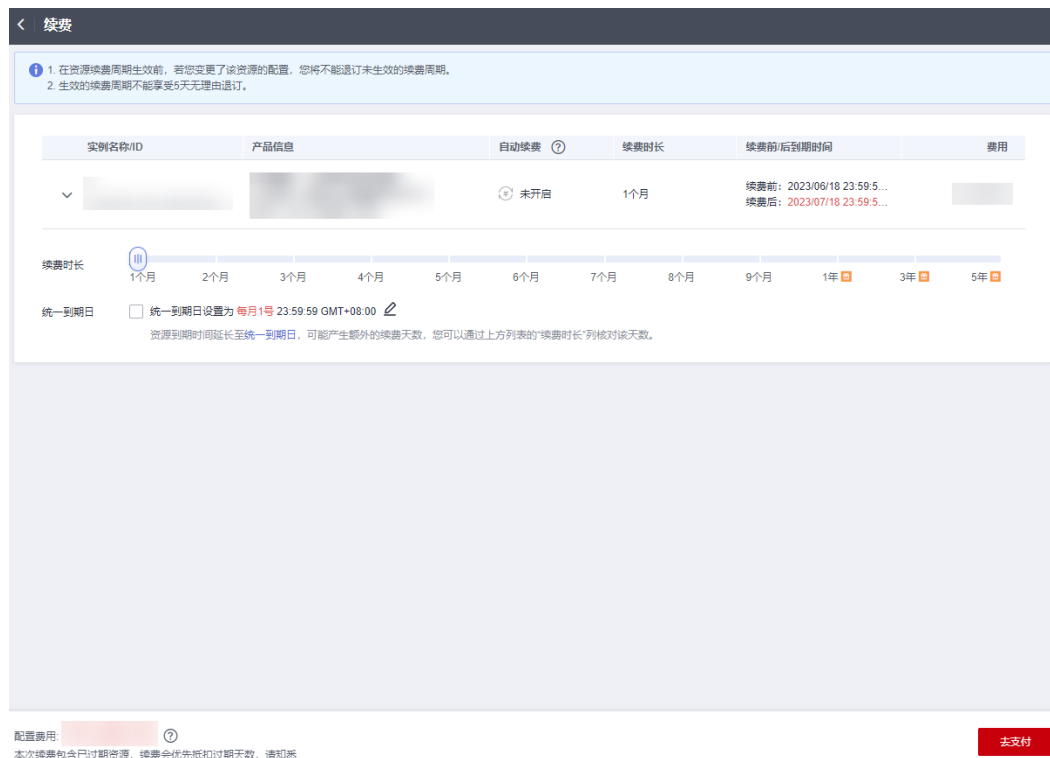 续费
1. 在资源续费周期生效前，若您变更了该资源的配置，您将不能退订未生效的续费周期。
2. 生效的续费周期不能享受5天无理由退订。
实例名称/ID 产品信息 自动续费 ? 续费时长 续费前/后到期时间 费用
未开启 1个月 续费前：2023/06/18 23:59:5...
续费后：2023/07/18 23:59:5...
续费时长
1个月 2个月 3个月 4个月 5个月 6个月 7个月 8个月 9个月 1年 3年 5年
统一到期日 统一到期日设置为 每月1号 23:59:59 GMT+08:00
资源到期时间延长至统一到期日，可能产生额外的续费天数，您可以通过上方列表的“续费时长”列核对该天数。
配置费用: ?
去支付
本次续费包含已过期资源，续费会优先抵扣过期天数，请知悉